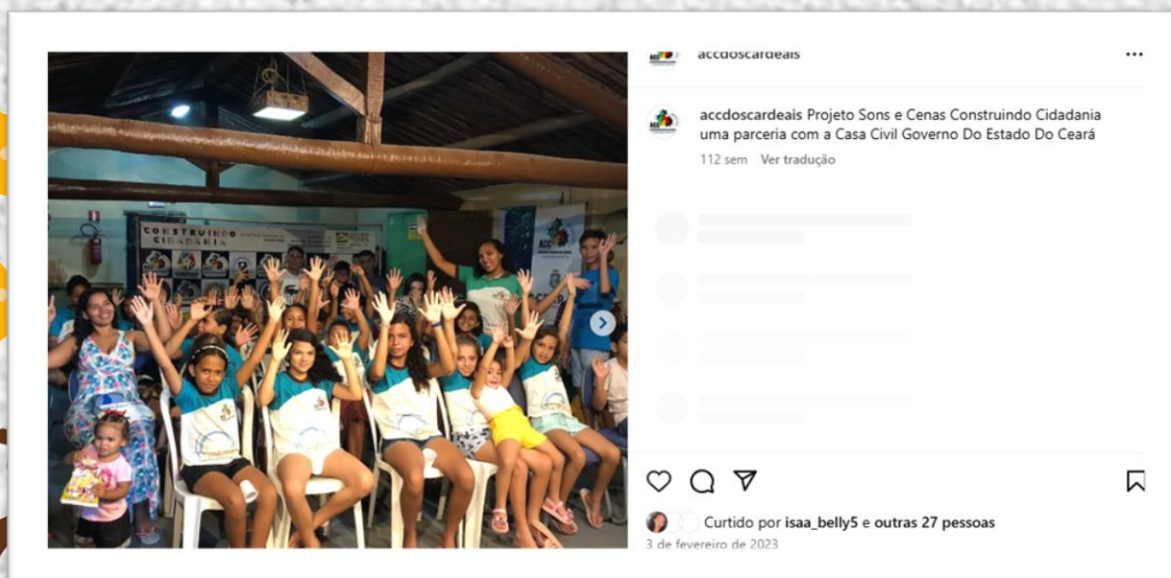 accdoscardeais
accdoscardeais Projeto Sons e Cenas Construindo Cidadania
uma parceria com a Casa Civil Governo Do Estado Do Ceará
112 sem Ver tradução
CONSTRUINDO
CIDADANIA
ACC
Curtido por isaa_belly5 e outras 27 pessoas
3 de fevereiro de 2023